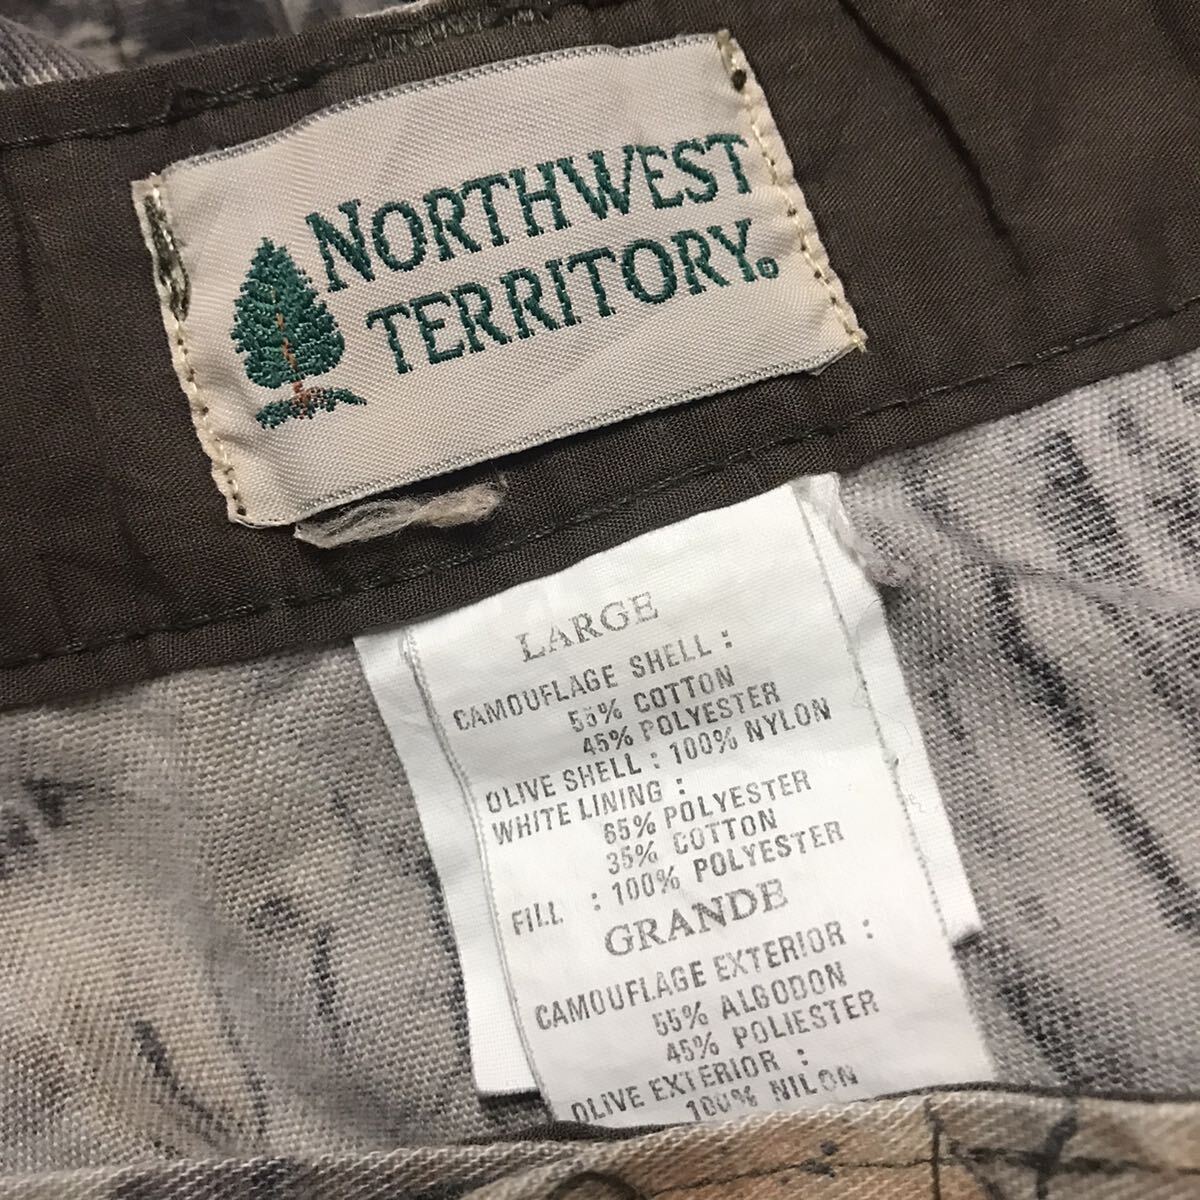 NORTHWEST
TERRITORY®
LARGE
CAMOUFLAGE SHELL :
55% COTTON
45% POLYESTER
OLIVE SHELL : 100% NYLON
WHITE LINING :
65% POLYESTER
35% COTTON
FILL : 100% POLYESTER
GRANDE
CAMOUFLAGE EXTERIOR :
55% ALGODON
45% POLIESTER
OLIVE EXTERIOR :
100% NILON